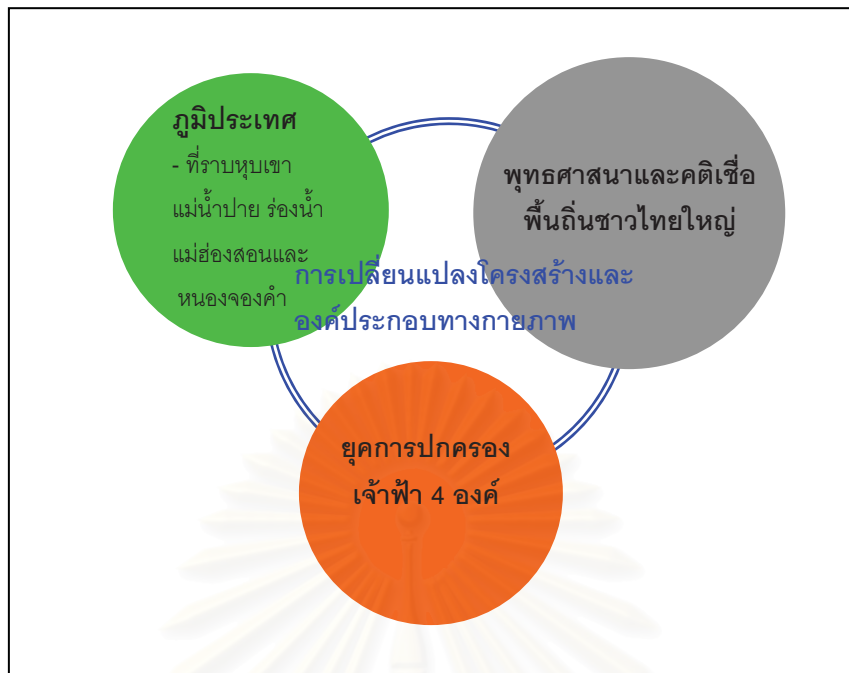 ภูมิประเทศ
- ที่ราบหุบเขา
แม่น้ำปาย ร่องน้ำ
แม่ฮ่องสอนและ
หนองจองคำ
พุทธศาสนาและคติเชื่อ
พื้นถิ่นชาวไทยใหญ่
การเปลี่ยนแปลงโครงสร้างและ
องค์ประกอบทางกายภาพ
ยุคการปกครอง
เจ้าฟ้า 4 องค์